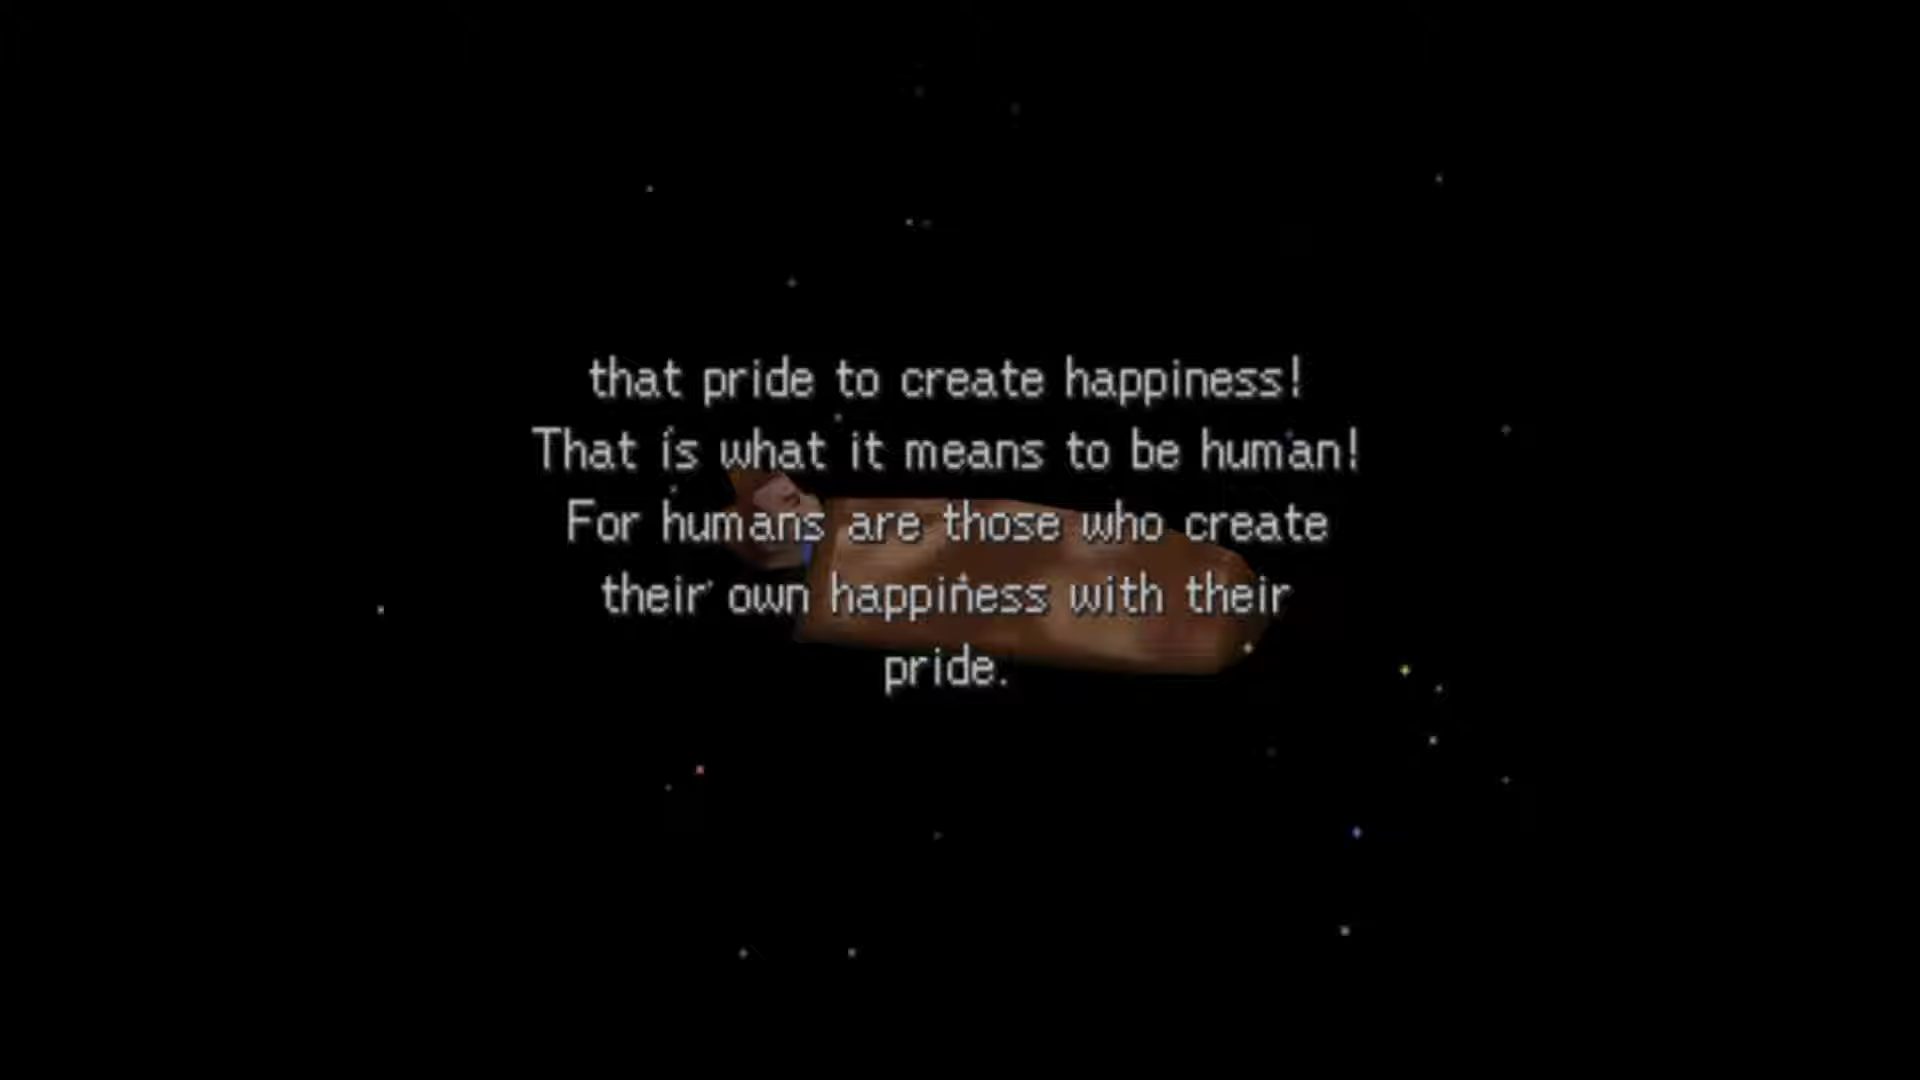 that pride to create happiness!
That is what it means to be human!
For humans are those who create
their own happiness with their
pride.